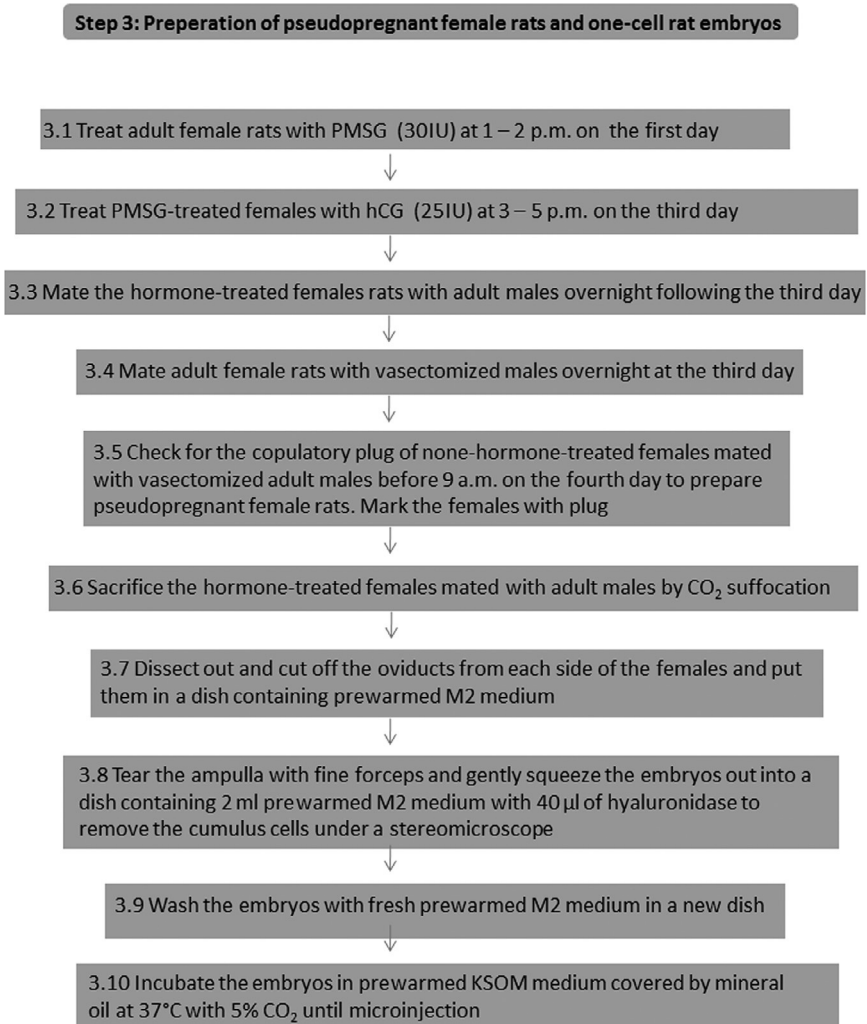 Step 3: Preperation of pseudopregnant female rats and one-cell rat embryos
3.1 Treat adult female rats with PMSG (30IU) at 1 – 2 p.m. on the first day
3.2 Treat PMSG-treated females with hCG (25IU) at 3 – 5 p.m. on the third day
3.3 Mate the hormone-treated females rats with adult males overnight following the third day
3.4 Mate adult female rats with vasectomized males overnight at the third day
3.5 Check for the copulatory plug of none-hormone-treated females mated
with vasectomized adult males before 9 a.m. on the fourth day to prepare
pseudopregnant female rats. Mark the females with plug
3.6 Sacrifice the hormone-treated females mated with adult males by CO₂ suffocation
3.7 Dissect out and cut off the oviducts from each side of the females and put
them in a dish containing prewarmed M2 medium
3.8 Tear the ampulla with fine forceps and gently squeeze the embryos out into a
dish containing 2 ml prewarmed M2 medium with 40 µl of hyaluronidase to
remove the cumulus cells under a stereomicroscope
3.9 Wash the embryos with fresh prewarmed M2 medium in a new dish
3.10 Incubate the embryos in prewarmed KSOM medium covered by mineral
oil at 37°C with 5% CO₂ until microinjection